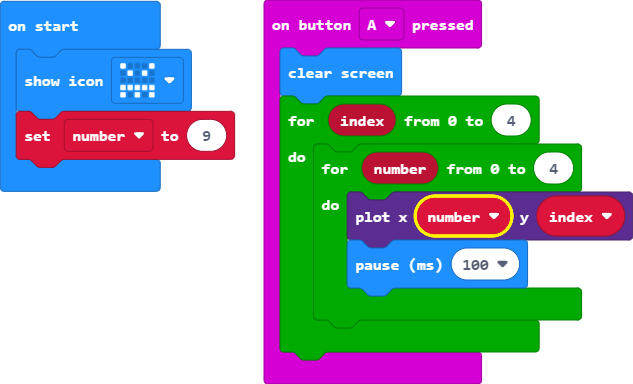 on start
show icon
set number to 9
on button A pressed
clear screen
for index from 0 to 4
do
for number from 0 to 4
do
plot x number y index
pause (ms) 100